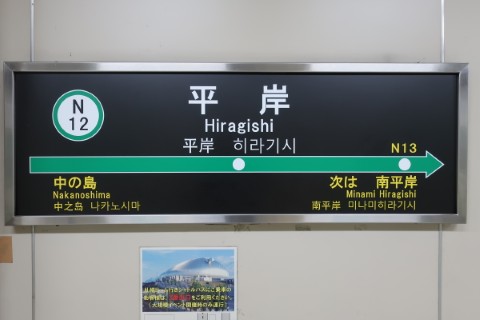 N
12
平 岸
Hiragishi
平岸 히라기시
N13
中の島
Nakanoshima
中之岛 나카노시마
次は 南平岸
Minami Hiragishi
南平岸 미나미히라기시